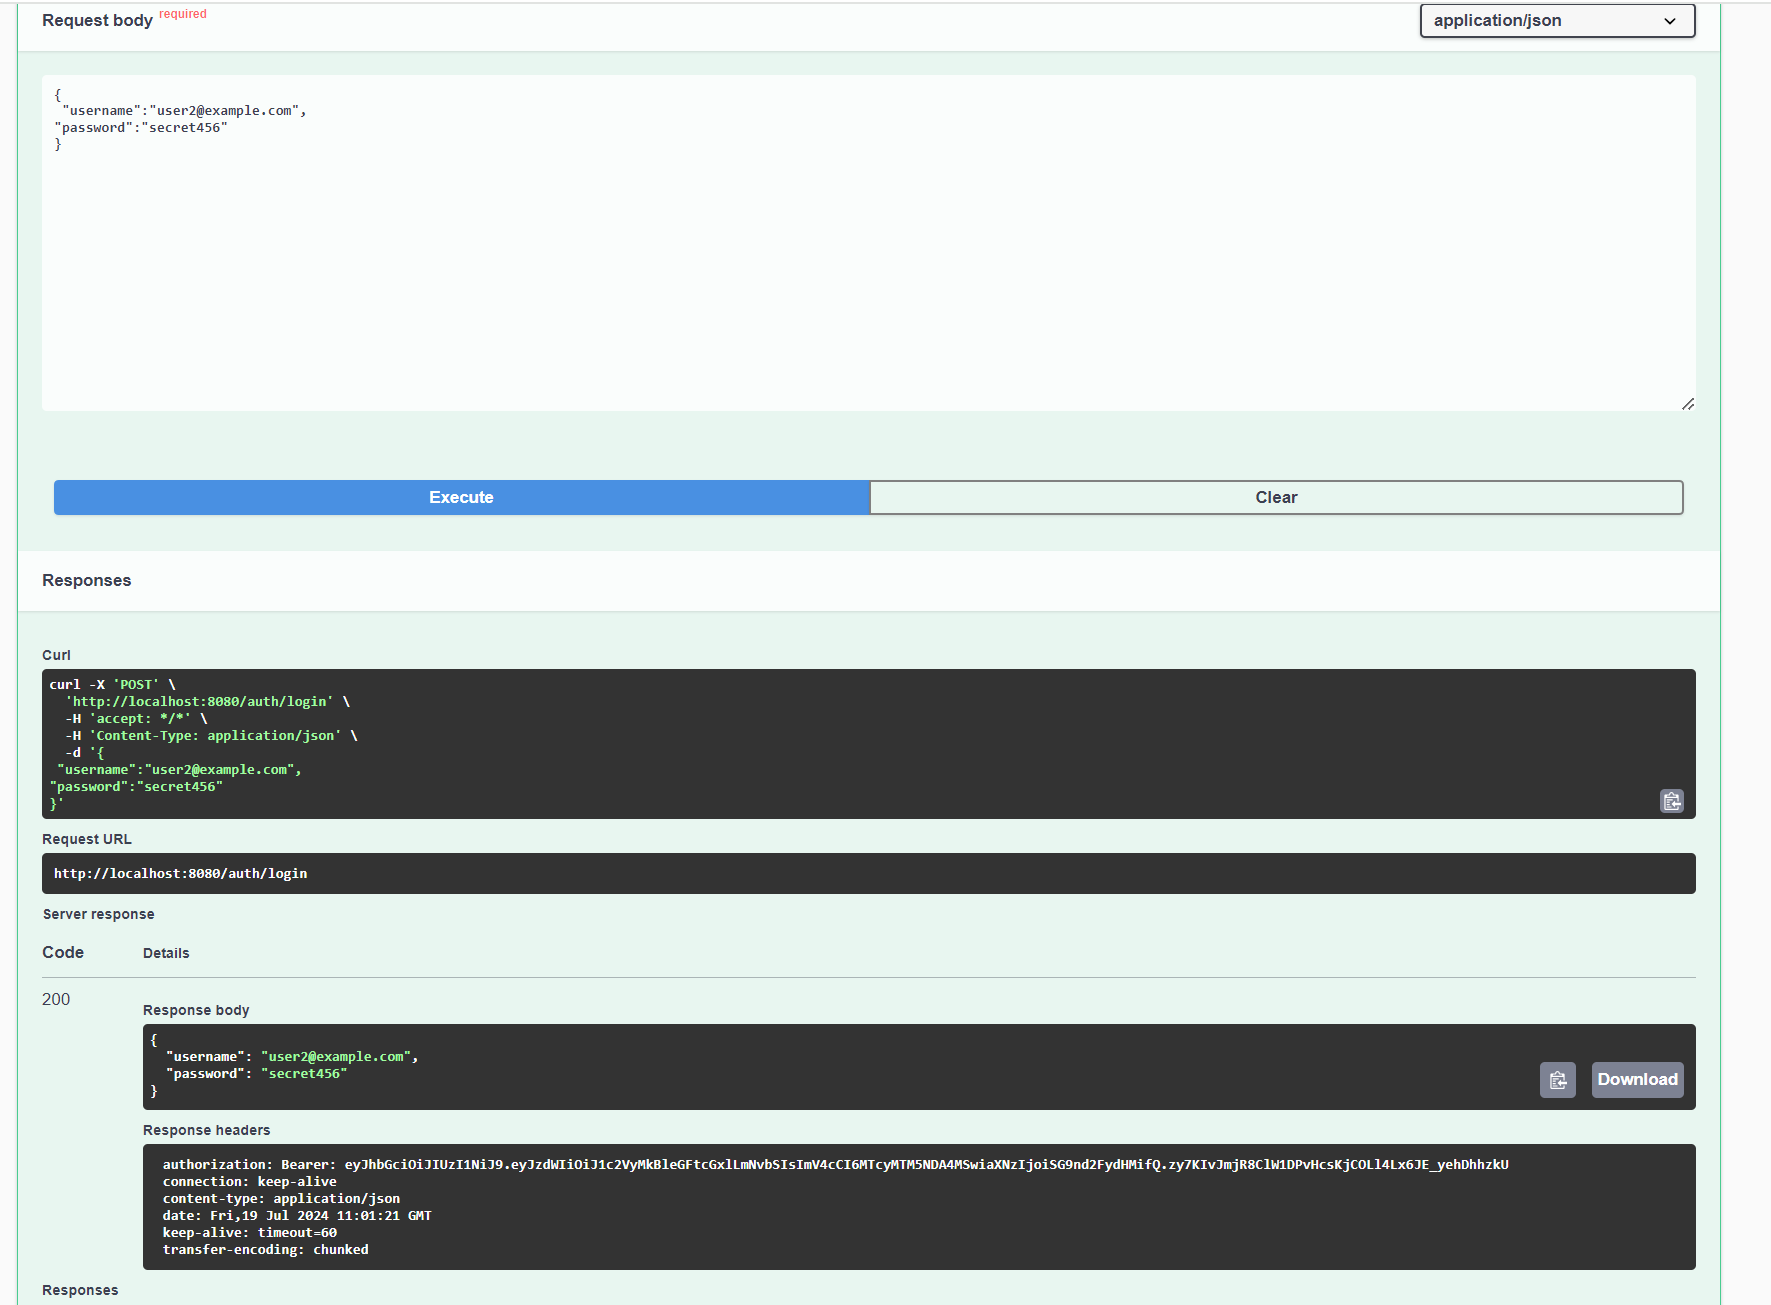 Request body required
application/json
{
"username":"user2@example.com",
"password":"secret456"
}
Execute
Clear
Responses
Curl
curl -X 'POST' \
'http://localhost:8080/auth/login' \
-H 'accept: */*' \
-H 'Content-Type: application/json' \
-d '{
"username":"user2@example.com",
"password":"secret456"
}'
Request URL
http://localhost:8080/auth/login
Server response
Code Details
200
Response body
{
"username": "user2@example.com",
"password": "secret456"
}
Download
Response headers
authorization: Bearer: eyJhbGciOiJIUzI1NiJ9.eyJzdWIiOiJ1c2VyMkBleGFtcGxlLmNvbSIsImV4cCI6MTcyMTM5NDA4MSwiaXNzIjoiSG9nd2FydHMifQ.zy7KIvJmjR8ClW1DPvHcsKjCOLl4Lx6JE_yehDhhzkU
connection: keep-alive
content-type: application/json
date: Fri,19 Jul 2024 11:01:21 GMT
keep-alive: timeout=60
transfer-encoding: chunked
Responses